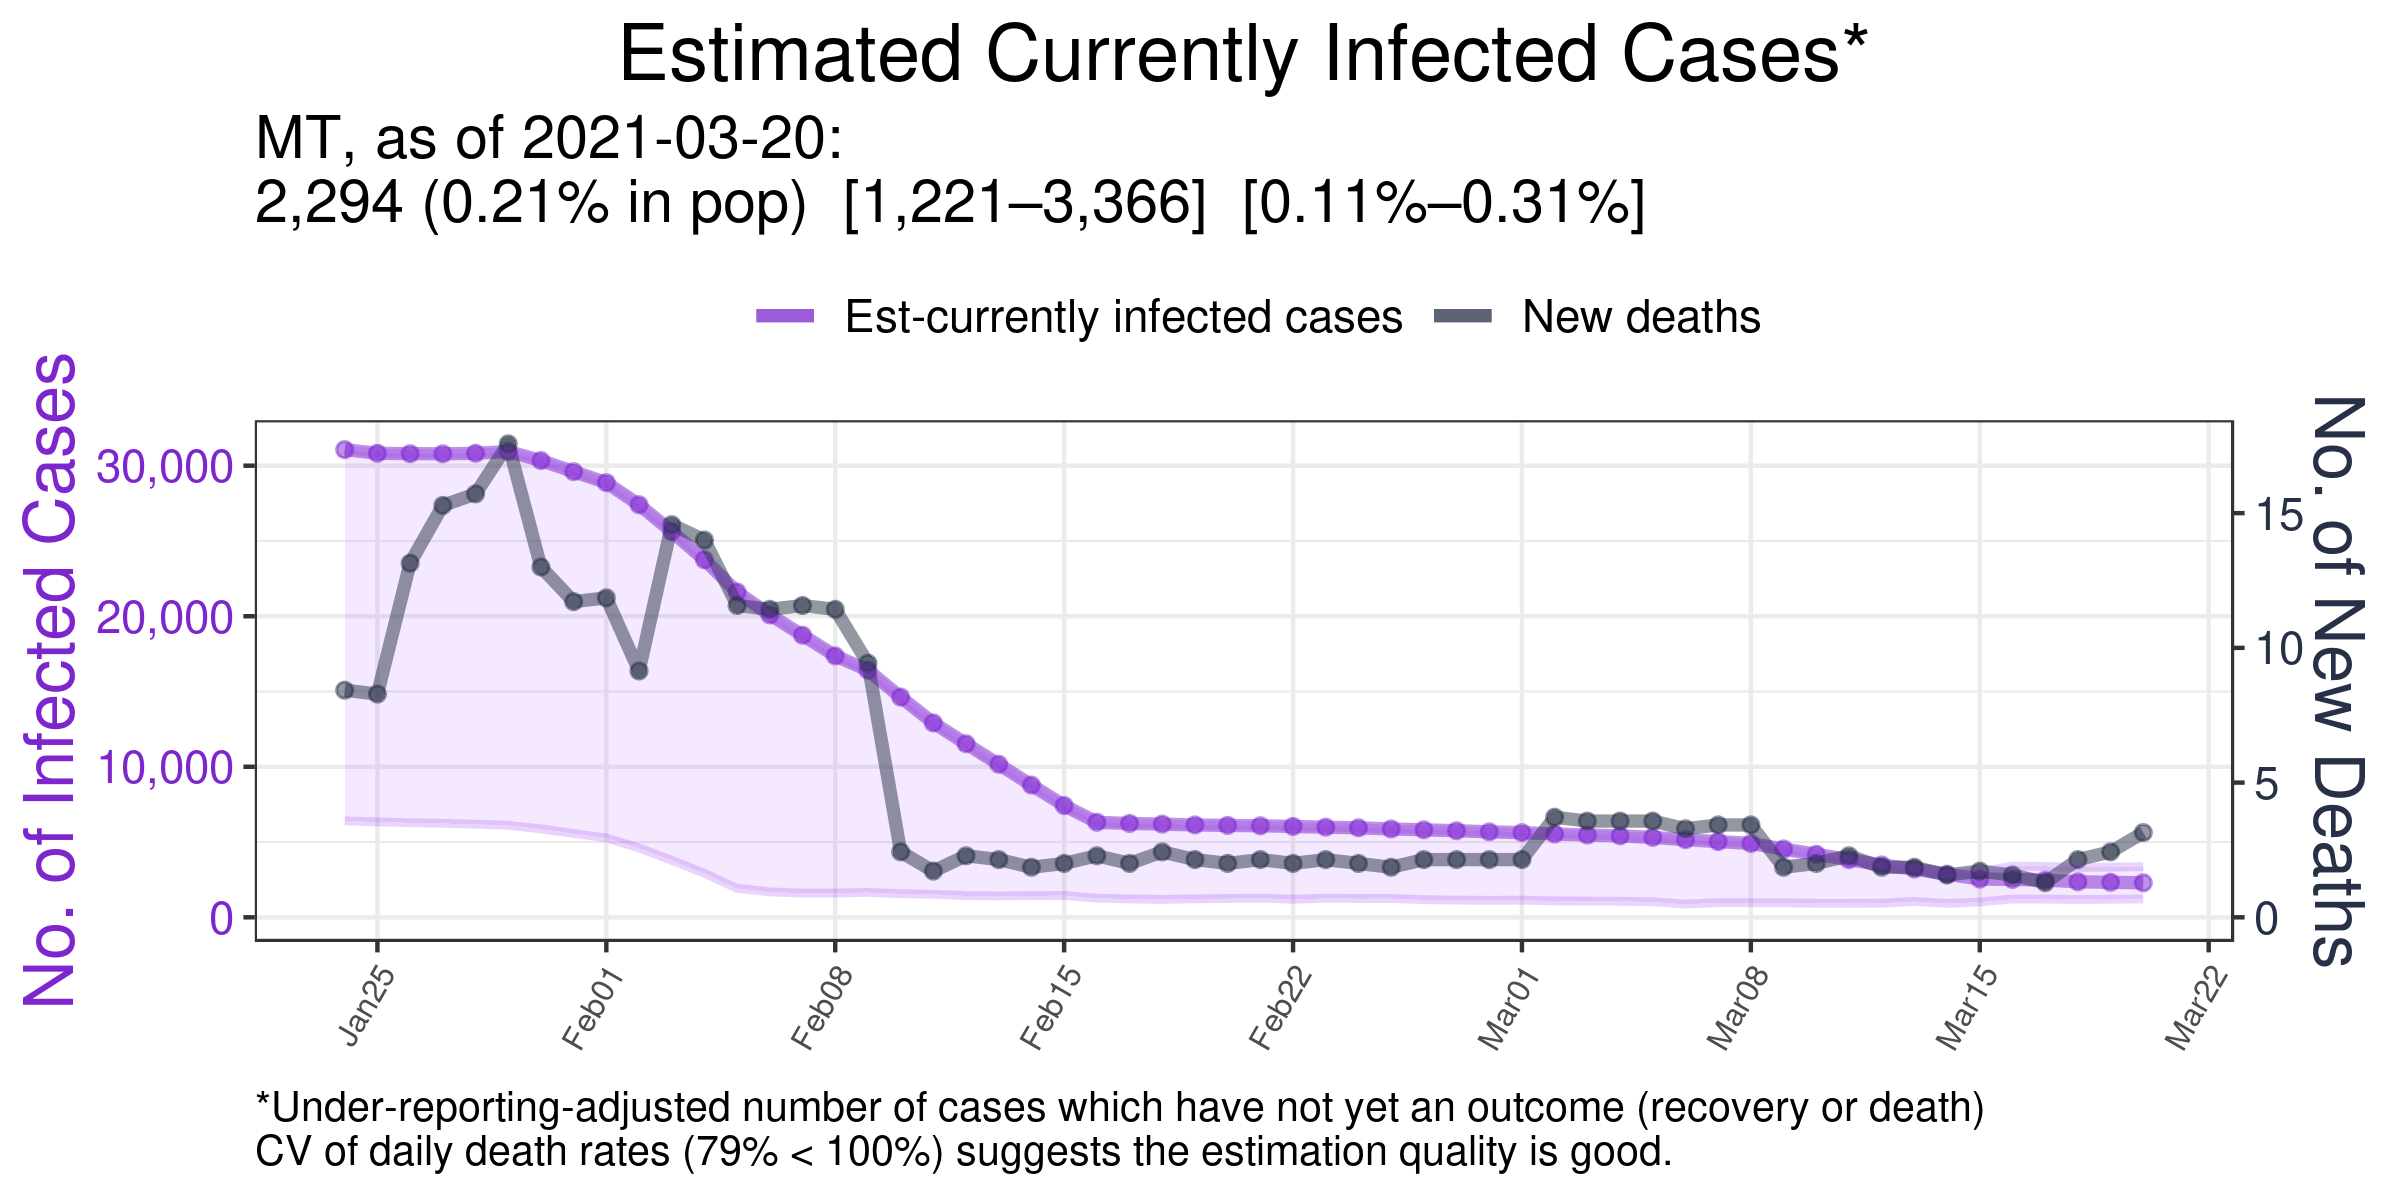 Estimated Currently Infected Cases*
MT, as of 2021-03-20:
2,294 (0.21% in pop)  [1,221–3,366]  [0.11%–0.31%]
Est-currently infected cases
New deaths
No. of Infected Cases
30,000
20,000
10,000
0
No. of New Deaths
15
10
5
0
Jan25
Feb01
Feb08
Feb15
Feb22
Mar01
Mar08
Mar15
Mar22
*Under-reporting-adjusted number of cases which have not yet an outcome (recovery or death)
CV of daily death rates (79% < 100%) suggests the estimation quality is good.